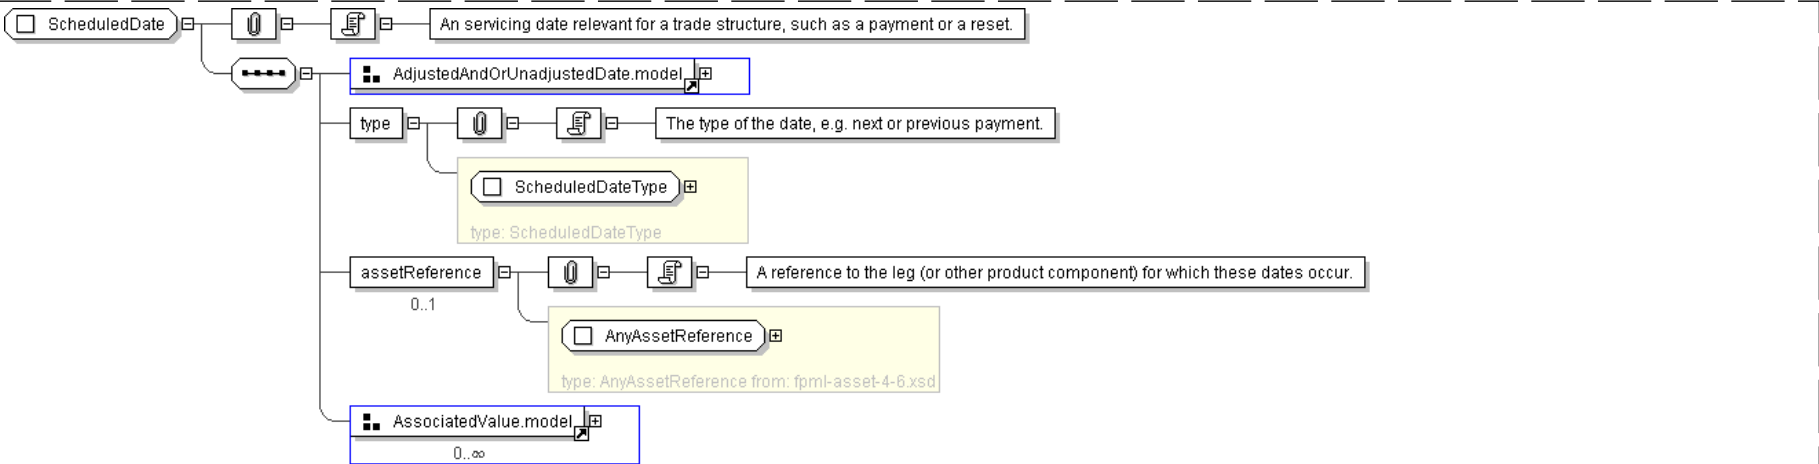 ScheduledDate
An servicing date relevant for a trade structure, such as a payment or a reset.
AdjustedAndOrUnadjustedDate.model
type
The type of the date, e.g. next or previous payment.
ScheduledDateType
type: ScheduledDateType
assetReference
A reference to the leg (or other product component) for which these dates occur.
0..1
AnyAssetReference
type: AnyAssetReference from: fpml-asset-4-6.xsd
AssociatedValue.model
0..∞